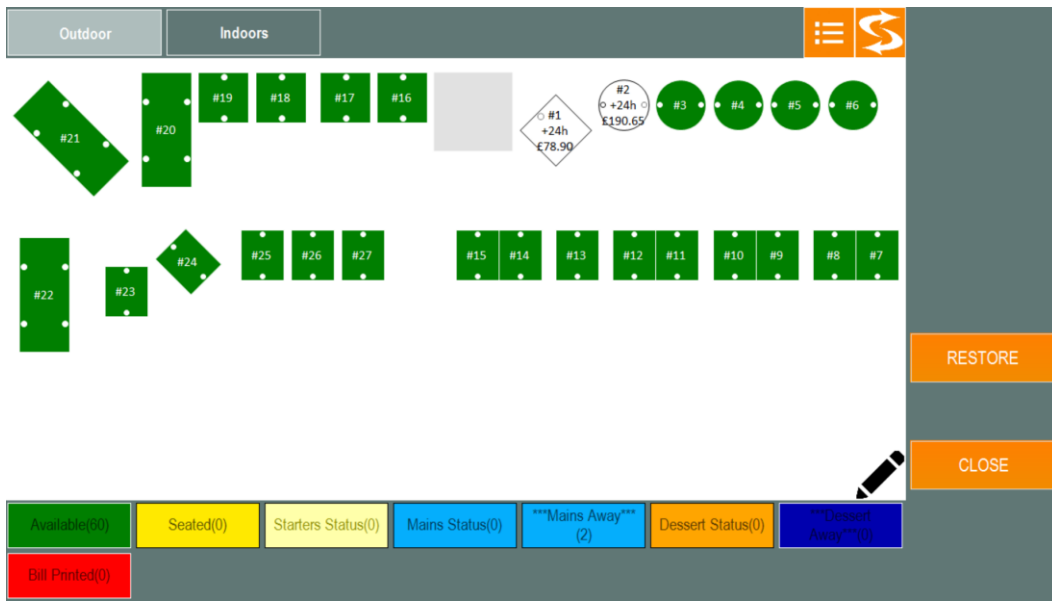 Outdoor
Indoors
#21
#20
#19
#18
#17
#16
#1
+24h
£78.90
#2
+24h
£190.65
#3
#4
#5
#6
#22
#23
#24
#25
#26
#27
#15
#14
#13
#12
#11
#10
#9
#8
#7
RESTORE
CLOSE
Available(60)
Seated(0)
Starters Status(0)
Mains Status(0)
***Mains Away***
(2)
Dessert Status(0)
***Dessert
Away***(0)
Bill Printed(0)